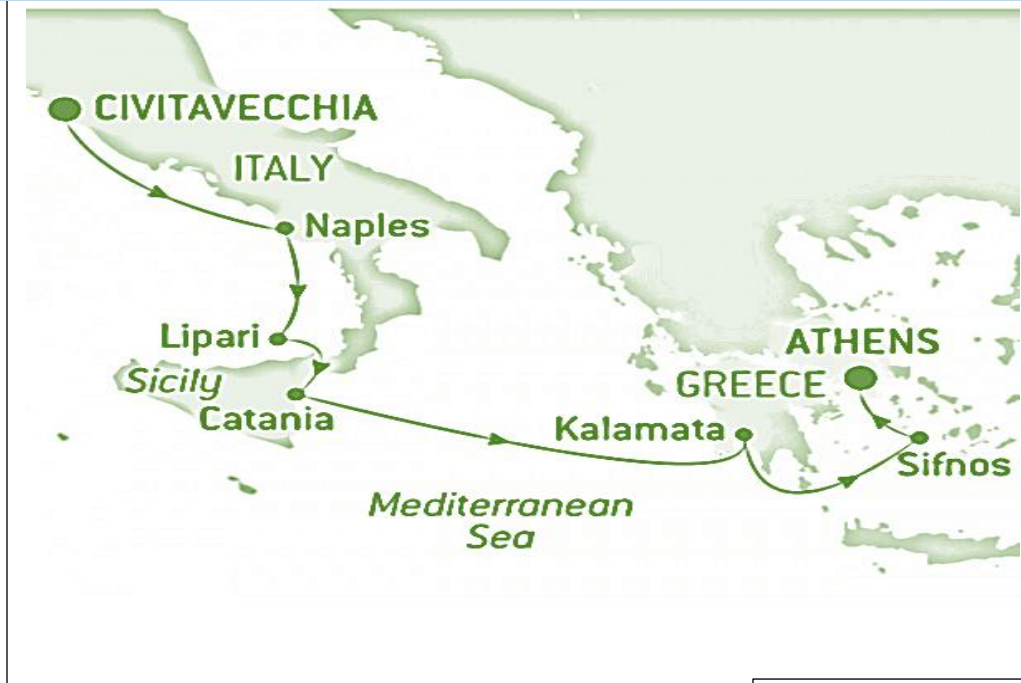 CIVITAVECCHIA
ITALY
Naples
Lipari
Sicily
Catania
ATHENS
GREECE
Kalamata
Sifnos
Mediterranean
Sea